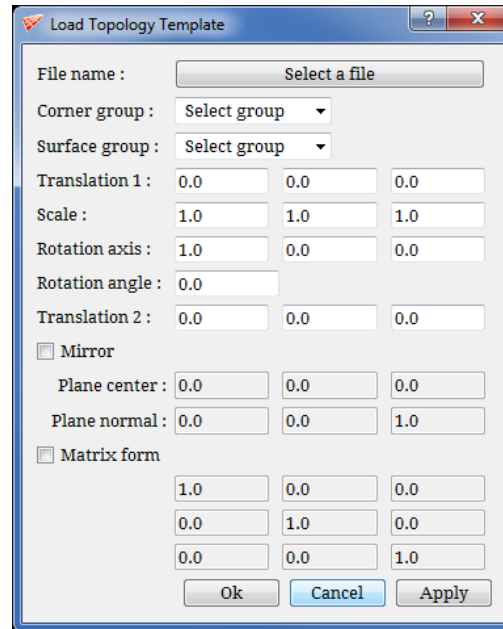 Load Topology Template
File name : Select a file
Corner group : Select group
Surface group : Select group
Translation 1 : 0.0 0.0 0.0
Scale : 1.0 1.0 1.0
Rotation axis : 1.0 0.0 0.0
Rotation angle : 0.0
Translation 2 : 0.0 0.0 0.0
Mirror
Plane center : 0.0 0.0 0.0
Plane normal : 0.0 0.0 1.0
Matrix form
1.0 0.0 0.0
0.0 1.0 0.0
0.0 0.0 1.0
Ok Cancel Apply